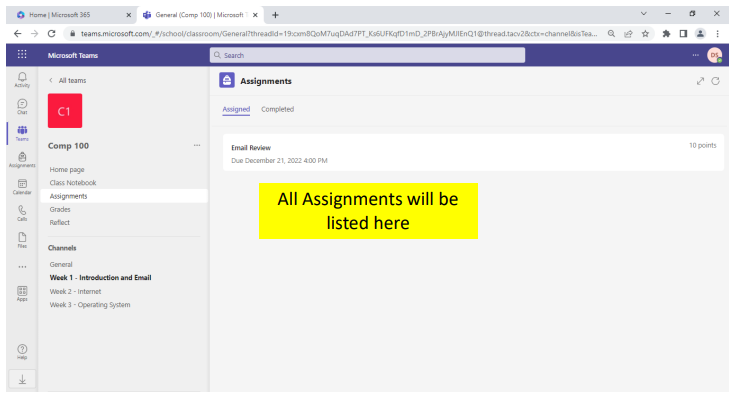 Home | Microsoft 365
General (Comp 100) | Microsoft
teams.microsoft.com/_#/school/classroom/General?threadId=19:cxm8QoM7uqDAd7PT_Ks6UFKqfD1mD_2PBrAjyMJIEnQ1@thread.tacv2&ctx=channel&isTea...
Microsoft Teams
Search
DS
Activity
Chat
Teams
Assignments
Calendar
Calls
Files
Apps
Help
All teams
C1
Comp 100
Home page
Class Notebook
Assignments
Grades
Reflect
Channels
General
Week 1 - Introduction and Email
Week 2 - Internet
Week 3 - Operating System
Assignments
Assigned Completed
Email Review 10 points
Due December 21, 2022 4:00 PM
All Assignments will be
listed here